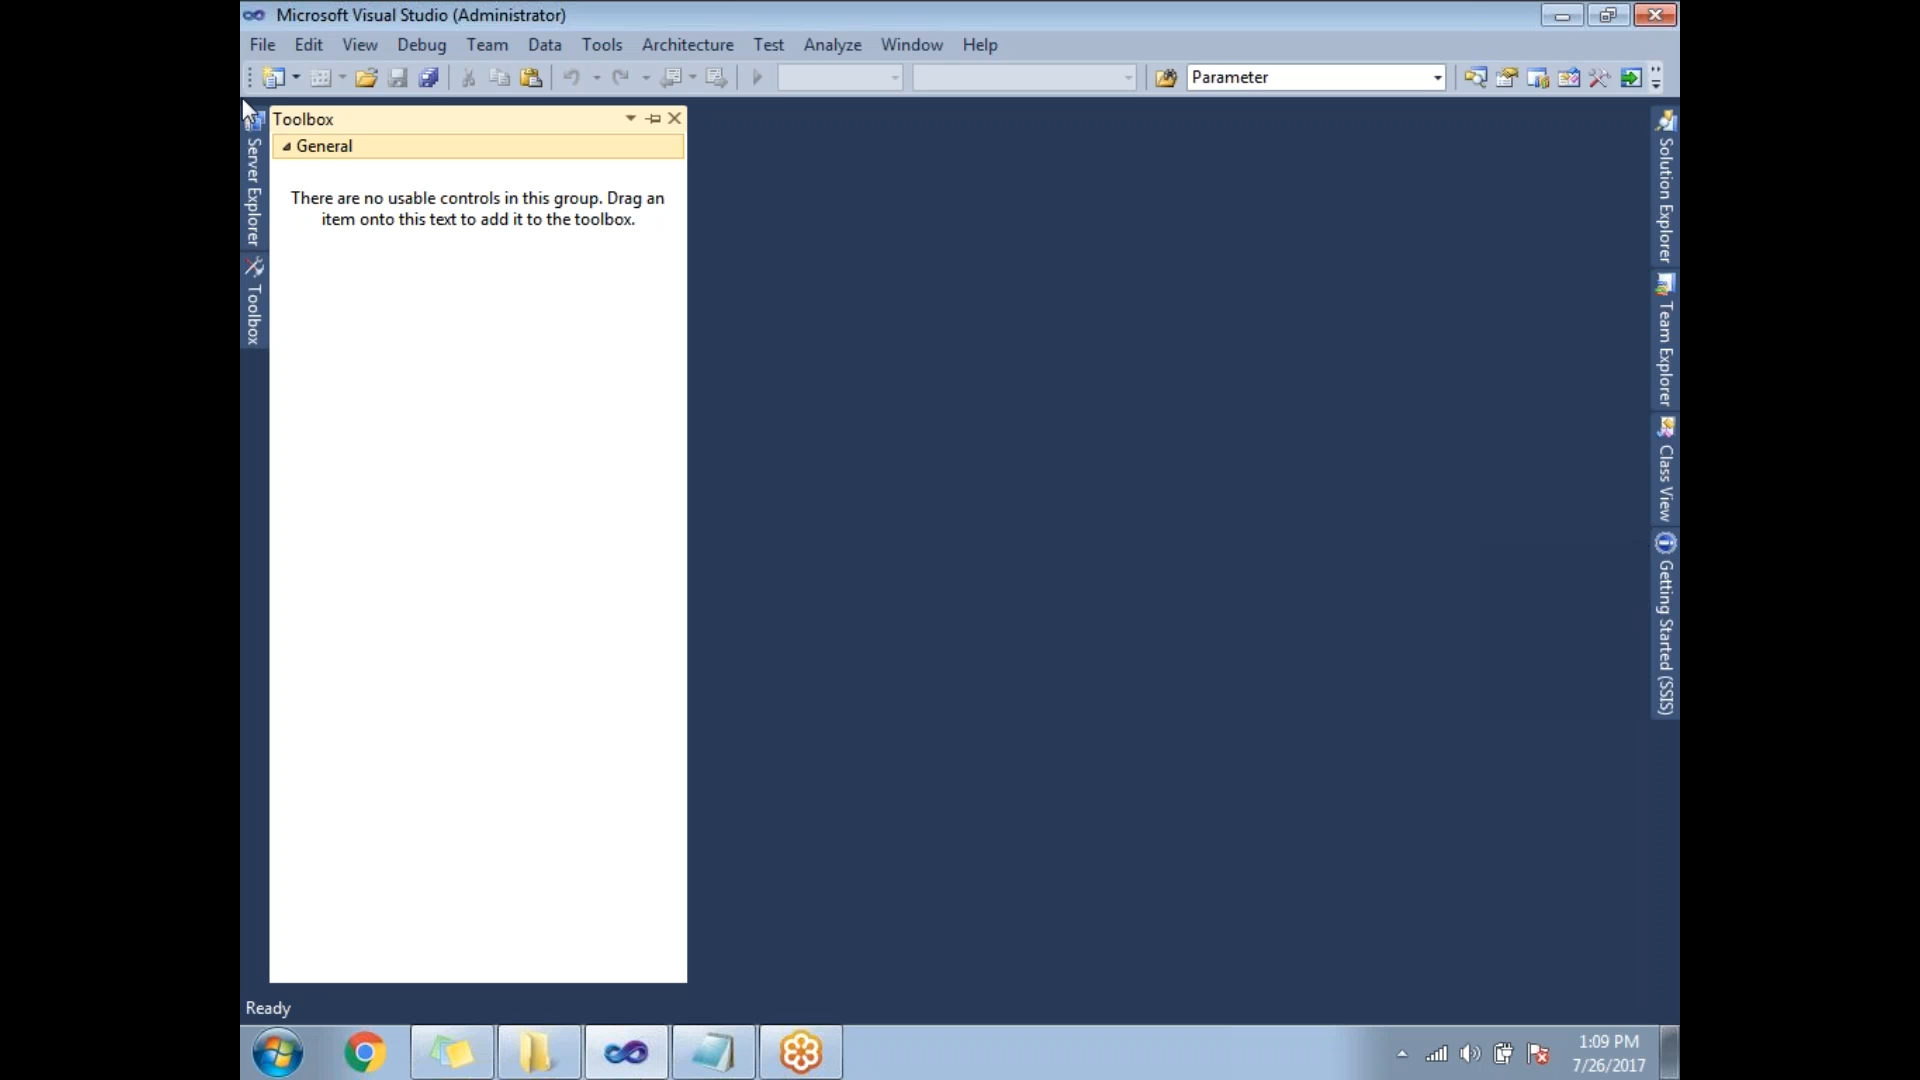 Microsoft Visual Studio (Administrator)
File Edit View Debug Team Data Tools Architecture Test Analyze Window Help
Parameter
Server Explorer
Toolbox
Toolbox
General
There are no usable controls in this group. Drag an
item onto this text to add it to the toolbox.
Solution Explorer
Team Explorer
Class View
Getting Started (SSIS)
Ready
1:09 PM
7/26/2017